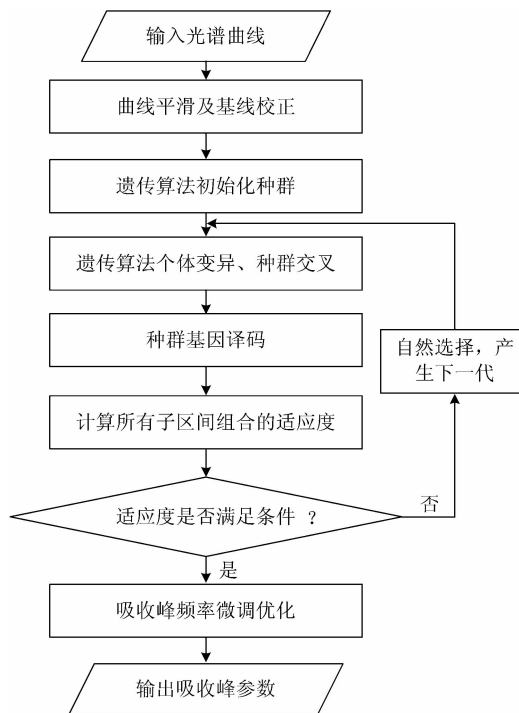 输入光谱曲线
曲线平滑及基线校正
遗传算法初始化种群
遗传算法个体变异、种群交叉
种群基因译码
自然选择，产
生下一代
计算所有子区间组合的适应度
适应度是否满足条件 ？
否
是
吸收峰频率微调优化
输出吸收峰参数